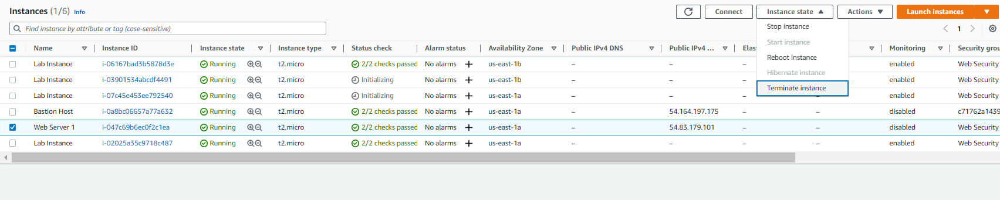 Instances (1/6) Info
Connect Instance state Actions Launch instances
Find instance by attribute or tag (case-sensitive)
1
Stop instance
Start instance
Reboot instance
Hibernate instance
Terminate instance
Name Instance ID Instance state Instance type Status check Alarm status Availability Zone Public IPv4 DNS Public IPv4 ... Elas Monitoring Security grou
Lab Instance i-06167bad3b5878d3e Running t2.micro 2/2 checks passed No alarms + us-east-1b – – – enabled Web Security
Lab Instance i-03901534abcdf4491 Running t2.micro Initializing No alarms + us-east-1b – – – enabled Web Security
Lab Instance i-07c45e453ee792540 Running t2.micro Initializing No alarms + us-east-1a – – – – enabled Web Security
Bastion Host i-0a8bc06657a77a632 Running t2.micro 2/2 checks passed No alarms + us-east-1a – 54.164.197.175 – – disabled c71762a1439
Web Server 1 i-047c69b6ec0f2c1ea Running t2.micro 2/2 checks passed No alarms + us-east-1a – 54.83.179.101 – – disabled Web Security
Lab Instance i-02025a35c9718c487 Running t2.micro 2/2 checks passed No alarms + us-east-1a – – – – enabled Web Security